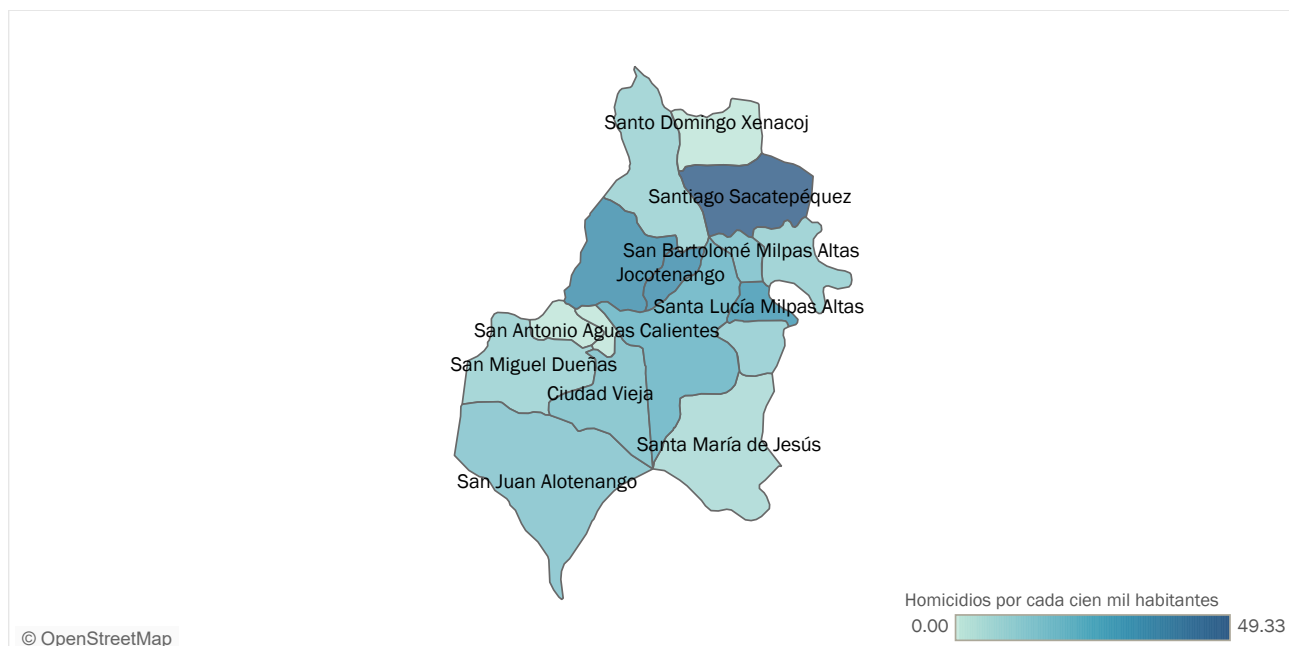 Santo Domingo Xenacoj
Santiago Sacatepéquez
San Bartolomé Milpas Altas
Jocotenango
Santa Lucía Milpas Altas
San Antonio Aguas Calientes
San Miguel Dueñas
Ciudad Vieja
Santa María de Jesús
San Juan Alotenango
Homicidios por cada cien mil habitantes
0.00 49.33
© OpenStreetMap